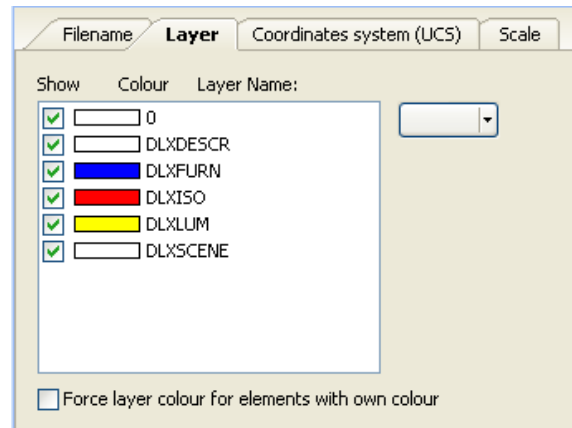 Filename Layer Coordinates system (UCS) Scale
Show Colour Layer Name:
0
DLXDESCR
DLXFURN
DLXISO
DLXLUM
DLXSCENE
Force layer colour for elements with own colour